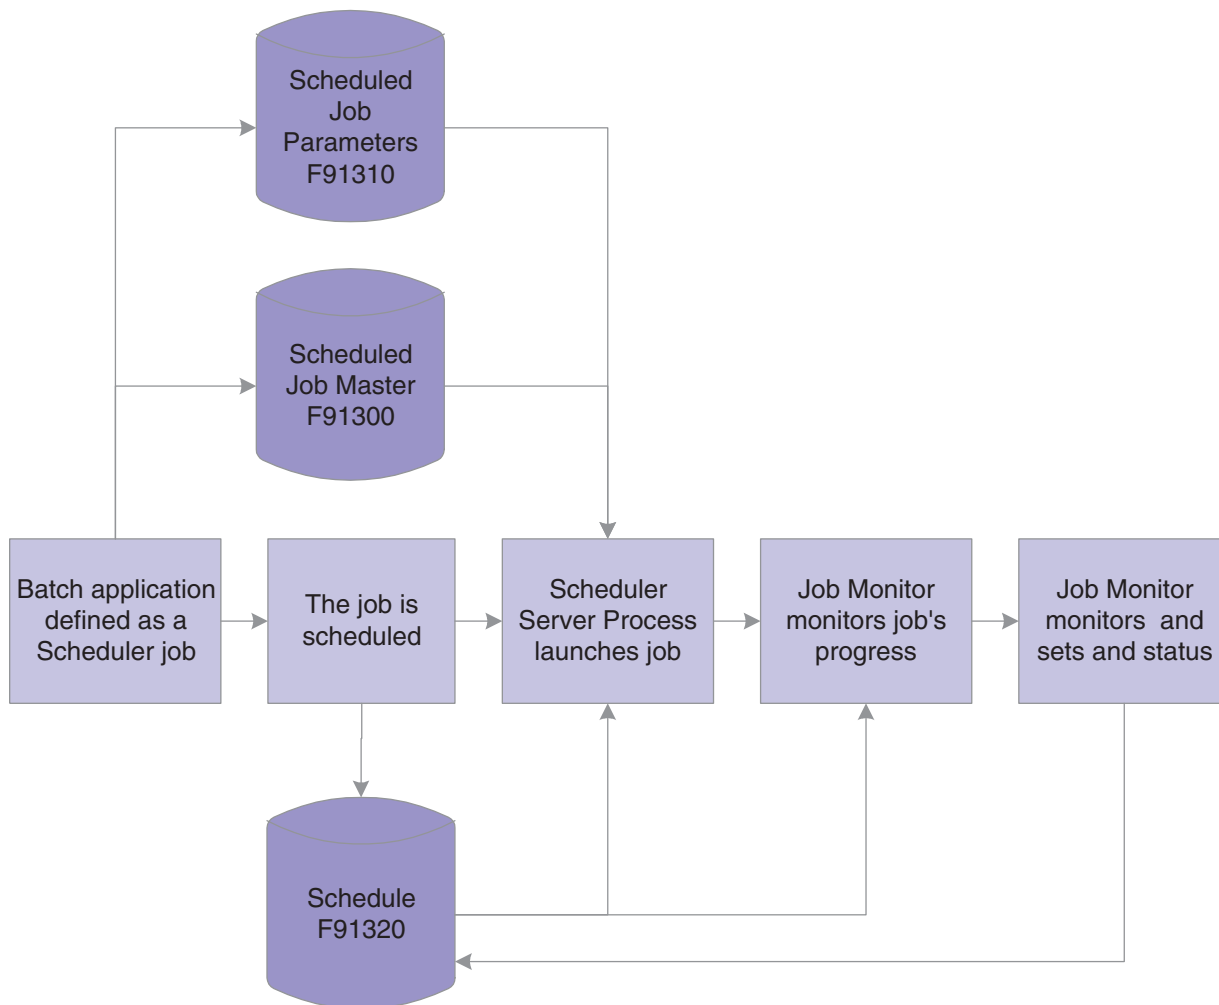 Scheduled
Job
Parameters
F91310
Scheduled
Job Master
F91300
Batch application
defined as a
Scheduler job
The job is
scheduled
Scheduler
Server Process
launches job
Job Monitor
monitors job's
progress
Job Monitor
monitors and
sets and status
Schedule
F91320